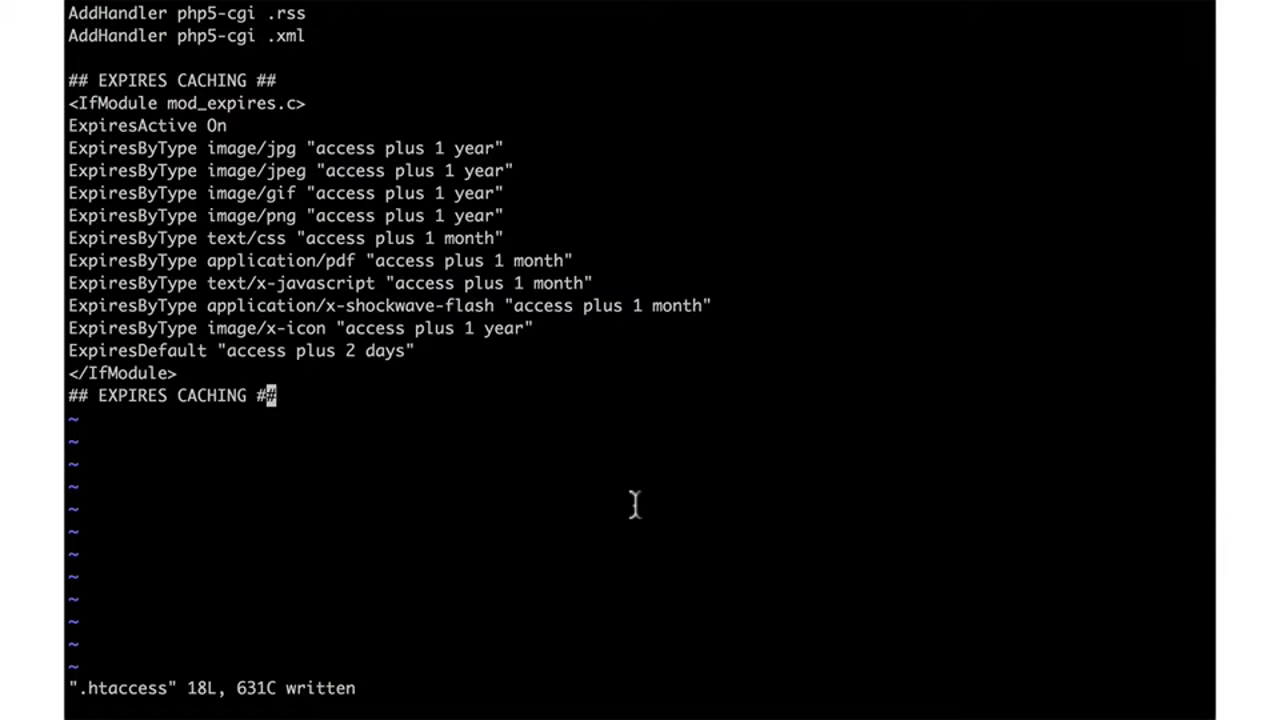 AddHandler php5-cgi .rss
AddHandler php5-cgi .xml
## EXPIRES CACHING ##
<IfModule mod_expires.c>
ExpiresActive On
ExpiresByType image/jpg "access plus 1 year"
ExpiresByType image/jpeg "access plus 1 year"
ExpiresByType image/gif "access plus 1 year"
ExpiresByType image/png "access plus 1 year"
ExpiresByType text/css "access plus 1 month"
ExpiresByType application/pdf "access plus 1 month"
ExpiresByType text/x-javascript "access plus 1 month"
ExpiresByType application/x-shockwave-flash "access plus 1 month"
ExpiresByType image/x-icon "access plus 1 year"
ExpiresDefault "access plus 2 days"
</IfModule>
## EXPIRES CACHING ##
~
~
~
~
~
~
~
~
~
~
~
~
".htaccess" 18L, 631C written